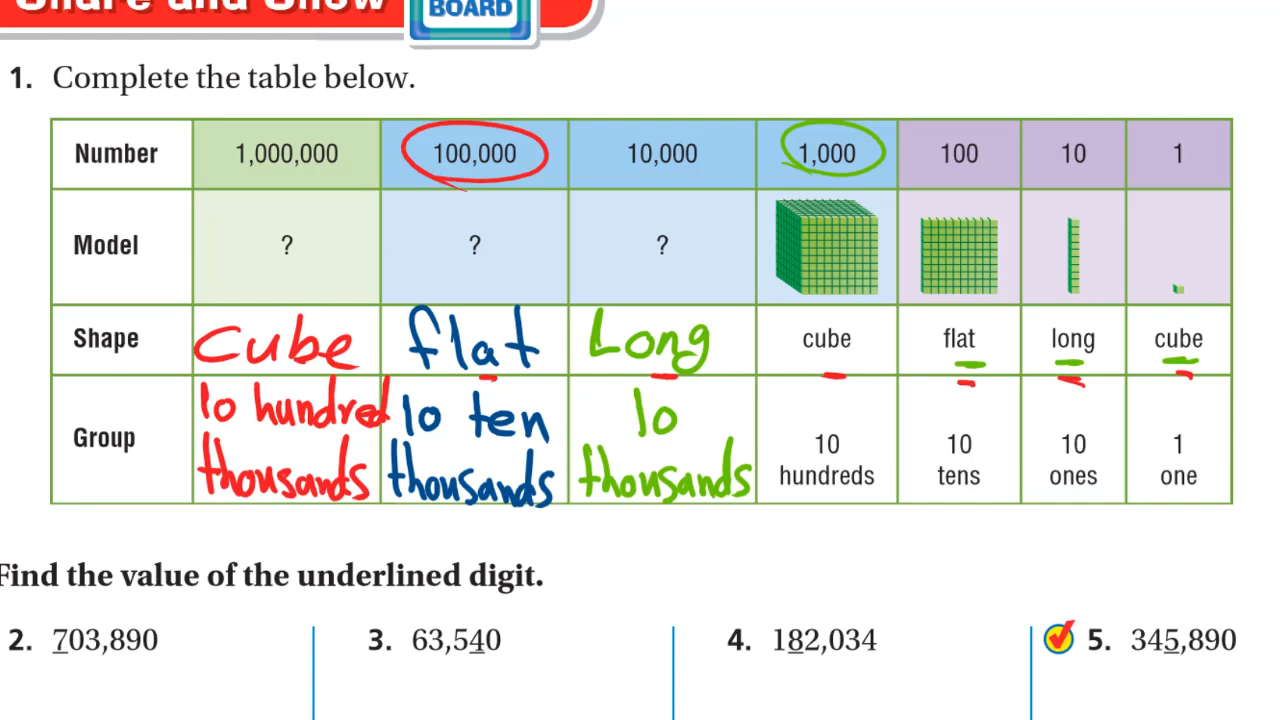 Share and Show
BOARD
1. Complete the table below.
Number 1,000,000 100,000 10,000 1,000 100 10 1
Model ? ? ?
Shape cube flat Long cube flat long cube
Group 10 hundred thousands 10 ten thousands 10 thousands 10 hundreds 10 tens 10 ones 1 one
Find the value of the underlined digit.
2. 703,890 3. 63,540 4. 182,034 5. 345,890